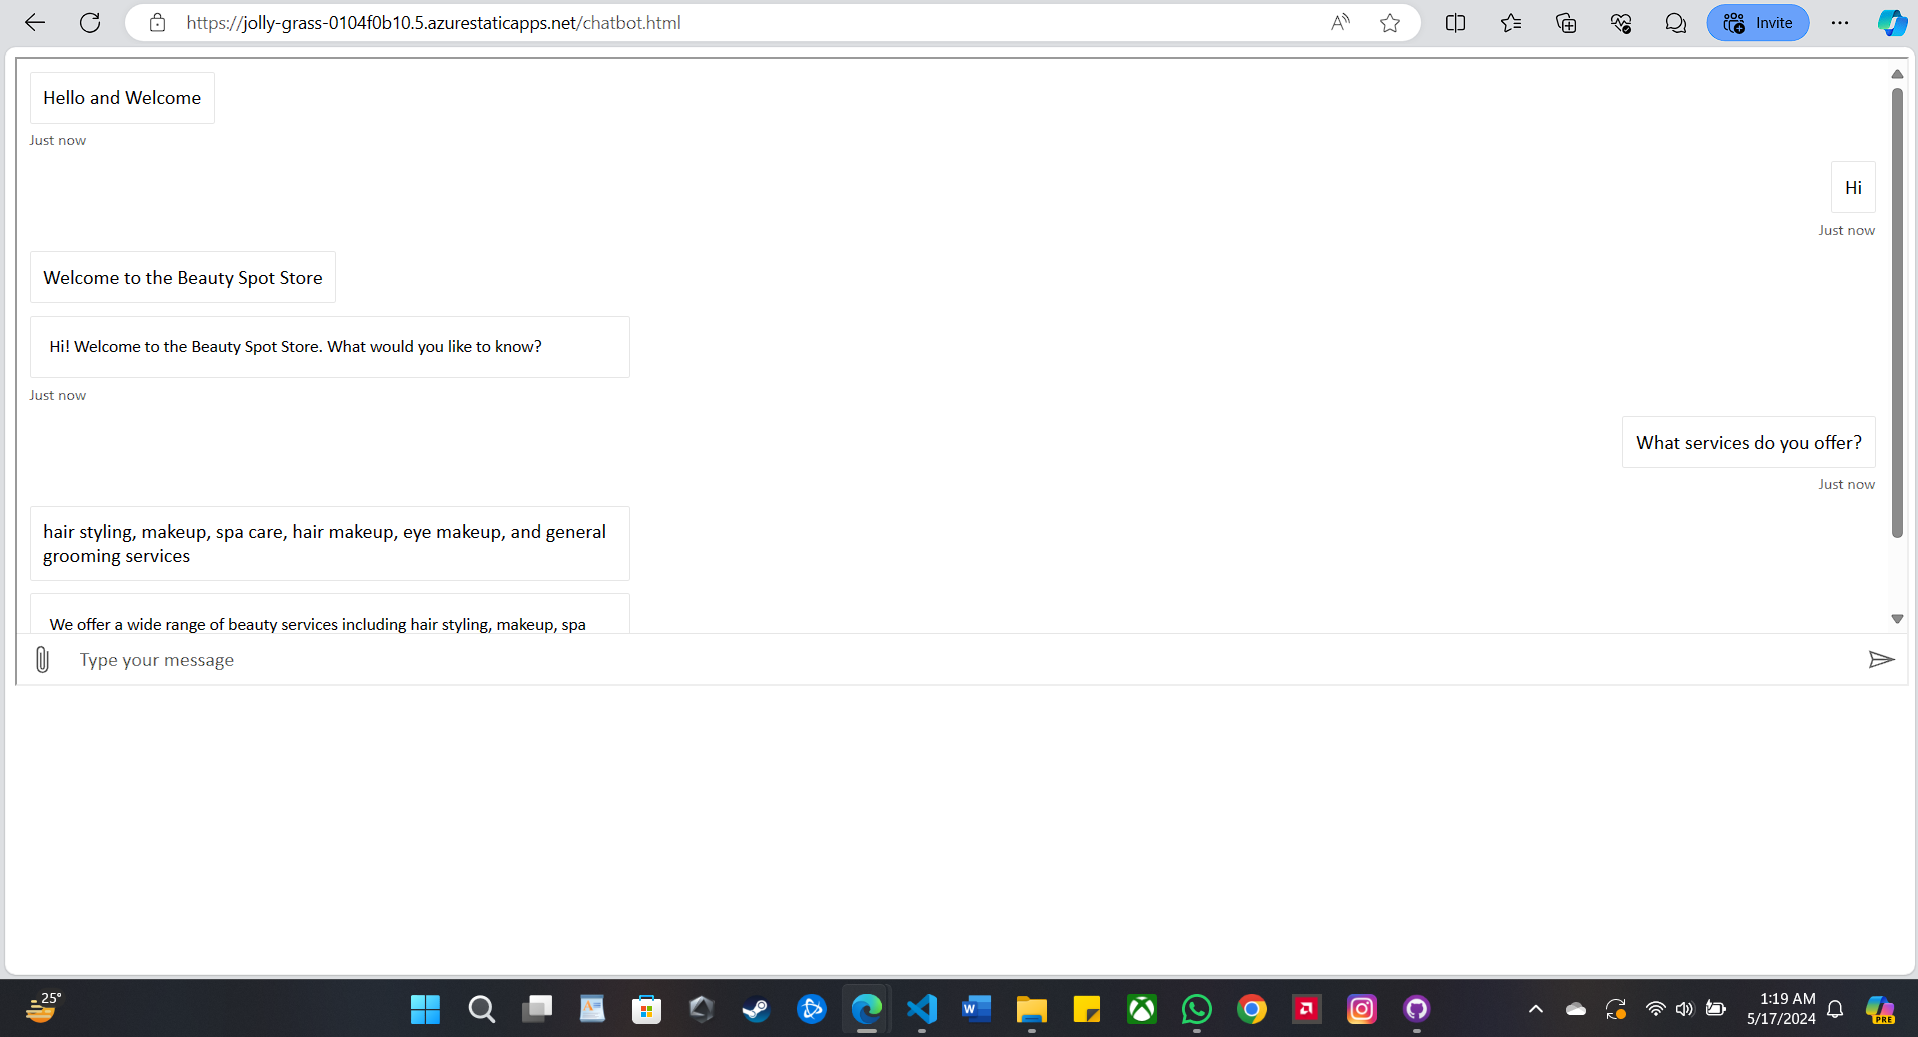 https://jolly-grass-0104f0b10.5.azurestaticapps.net/chatbot.html
Invite
Hello and Welcome
Just now
Hi
Just now
Welcome to the Beauty Spot Store
Hi! Welcome to the Beauty Spot Store. What would you like to know?
Just now
What services do you offer?
Just now
hair styling, makeup, spa care, hair makeup, eye makeup, and general
grooming services
We offer a wide range of beauty services including hair styling, makeup, spa
Type your message
25°
1:19 AM
5/17/2024
PRE